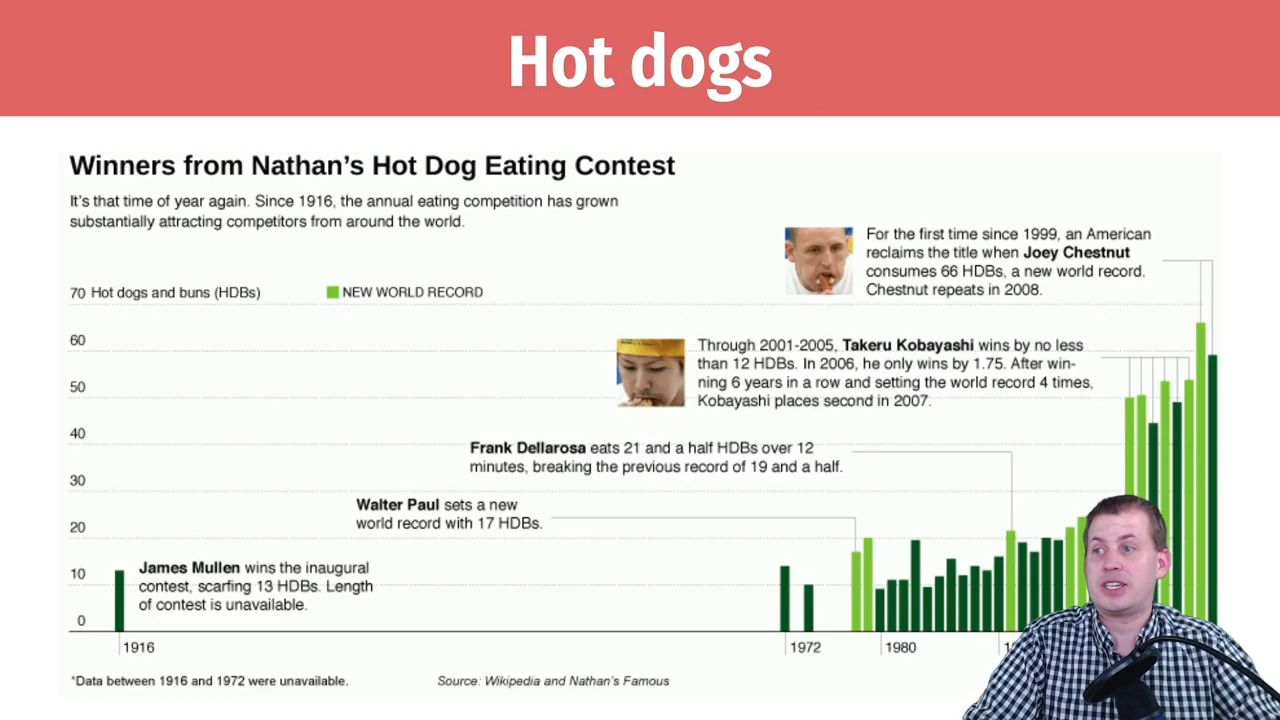 Hot dogs
Winners from Nathan’s Hot Dog Eating Contest
It’s that time of year again. Since 1916, the annual eating competition has grown
substantially attracting competitors from around the world.
For the first time since 1999, an American
reclaims the title when Joey Chestnut
consumes 66 HDBs, a new world record.
Chestnut repeats in 2008.
70 Hot dogs and buns (HDBs)
NEW WORLD RECORD
60
Through 2001-2005, Takeru Kobayashi wins by no less
than 12 HDBs. In 2006, he only wins by 1.75. After win-
ning 6 years in a row and setting the world record 4 times,
Kobayashi places second in 2007.
50
40
Frank Dellarosa eats 21 and a half HDBs over 12
minutes, breaking the previous record of 19 and a half.
30
Walter Paul sets a new
world record with 17 HDBs.
20
James Mullen wins the inaugural
contest, scarfing 13 HDBs. Length
of contest is unavailable.
10
0
1916
1972
1980
*Data between 1916 and 1972 were unavailable.
Source: Wikipedia and Nathan’s Famous